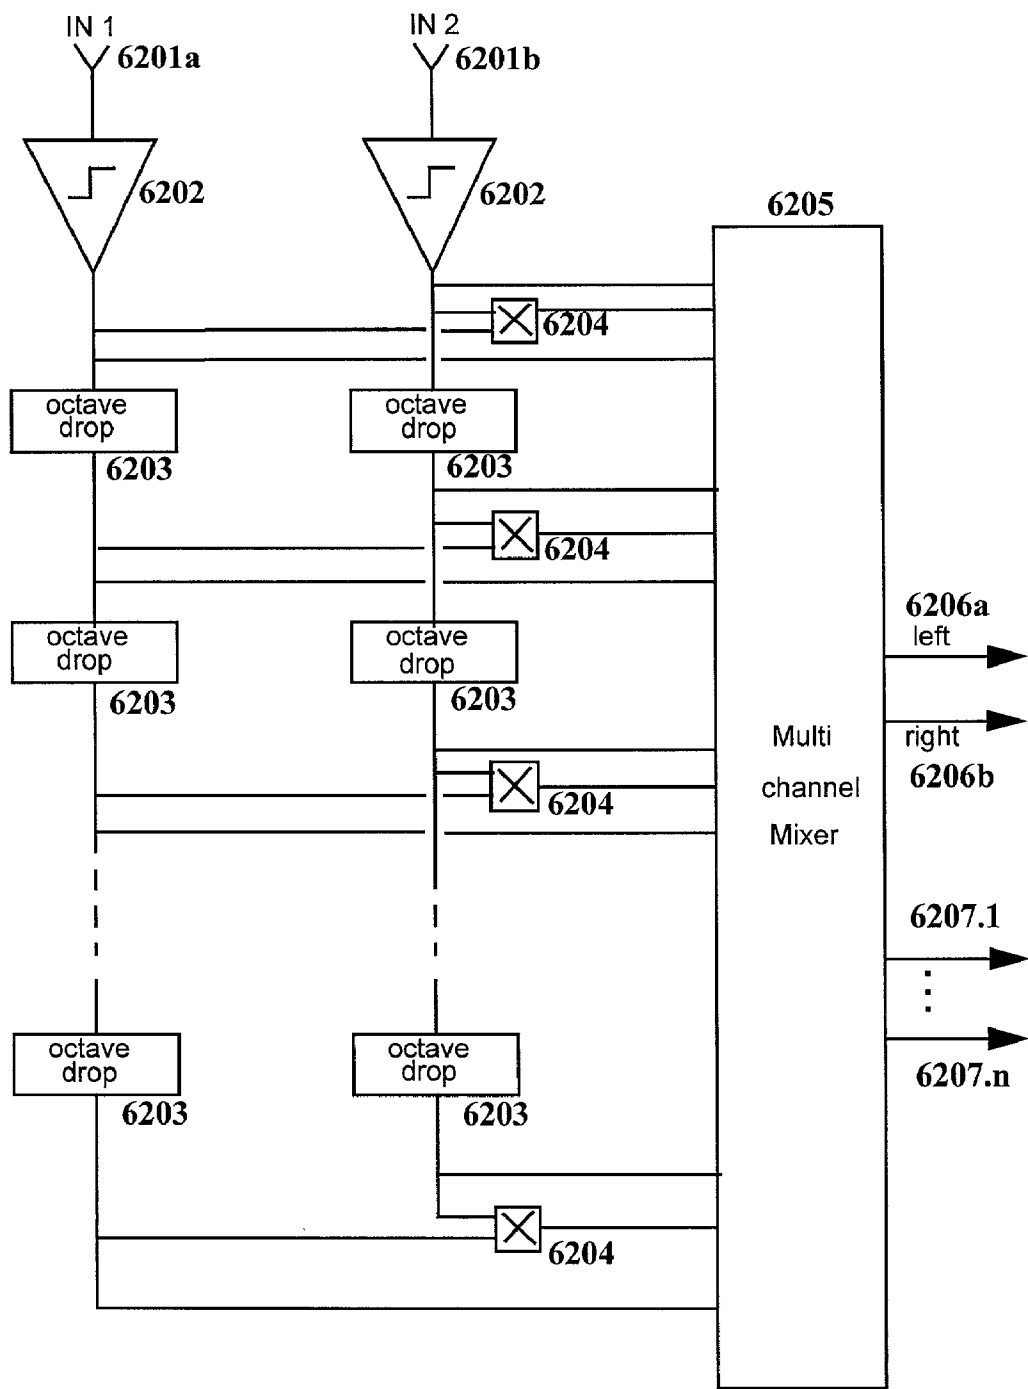 IN 1
6201a
IN 2
6201b
6202
6202
6205
6204
octave
drop
6203
octave
drop
6203
6204
octave
drop
6203
octave
drop
6203
6206a
left
right
6206b
Multi
channel
Mixer
6204
6207.1
6207.n
octave
drop
6203
octave
drop
6203
6204